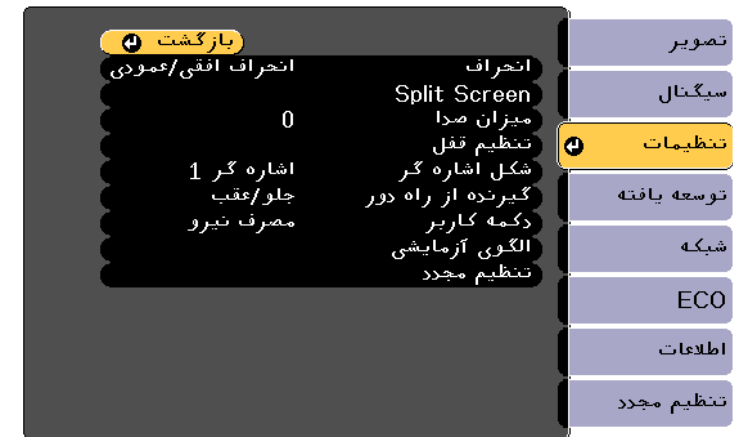 تصویر
سیگنال
تنظیمات
توسعه یافته
شبکه
ECO
اطلاعات
تنظیم مجدد
بازگشت
انحراف انحراف افقی/عمودی
Split Screen
میزان صدا 0
تنظیم قفل
شکل اشاره گر اشاره گر 1
گیرنده از راه دور جلو/عقب
دکمه کاربر مصرف نیرو
الگوی آزمایشی
تنظیم مجدد